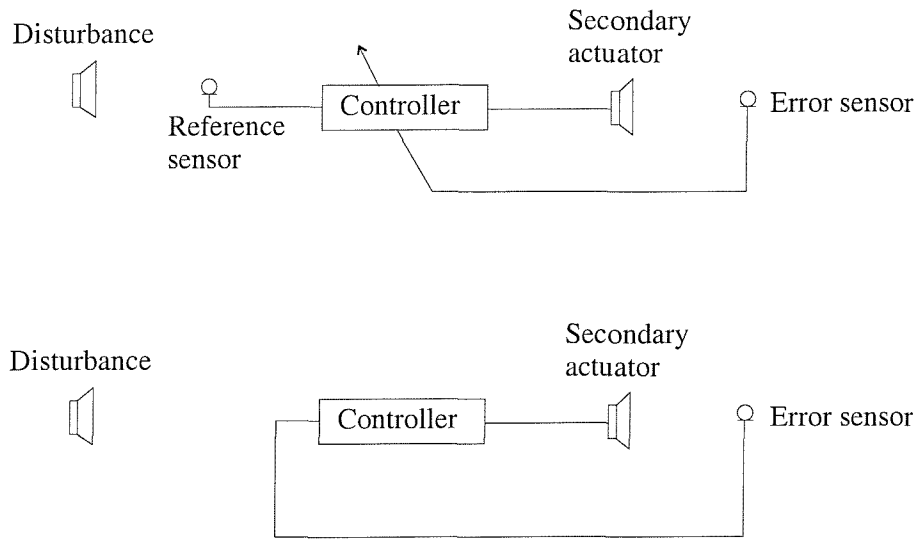 Disturbance
Secondary
actuator
Controller
Error sensor
Reference
sensor
Secondary
actuator
Disturbance
Controller
Error sensor